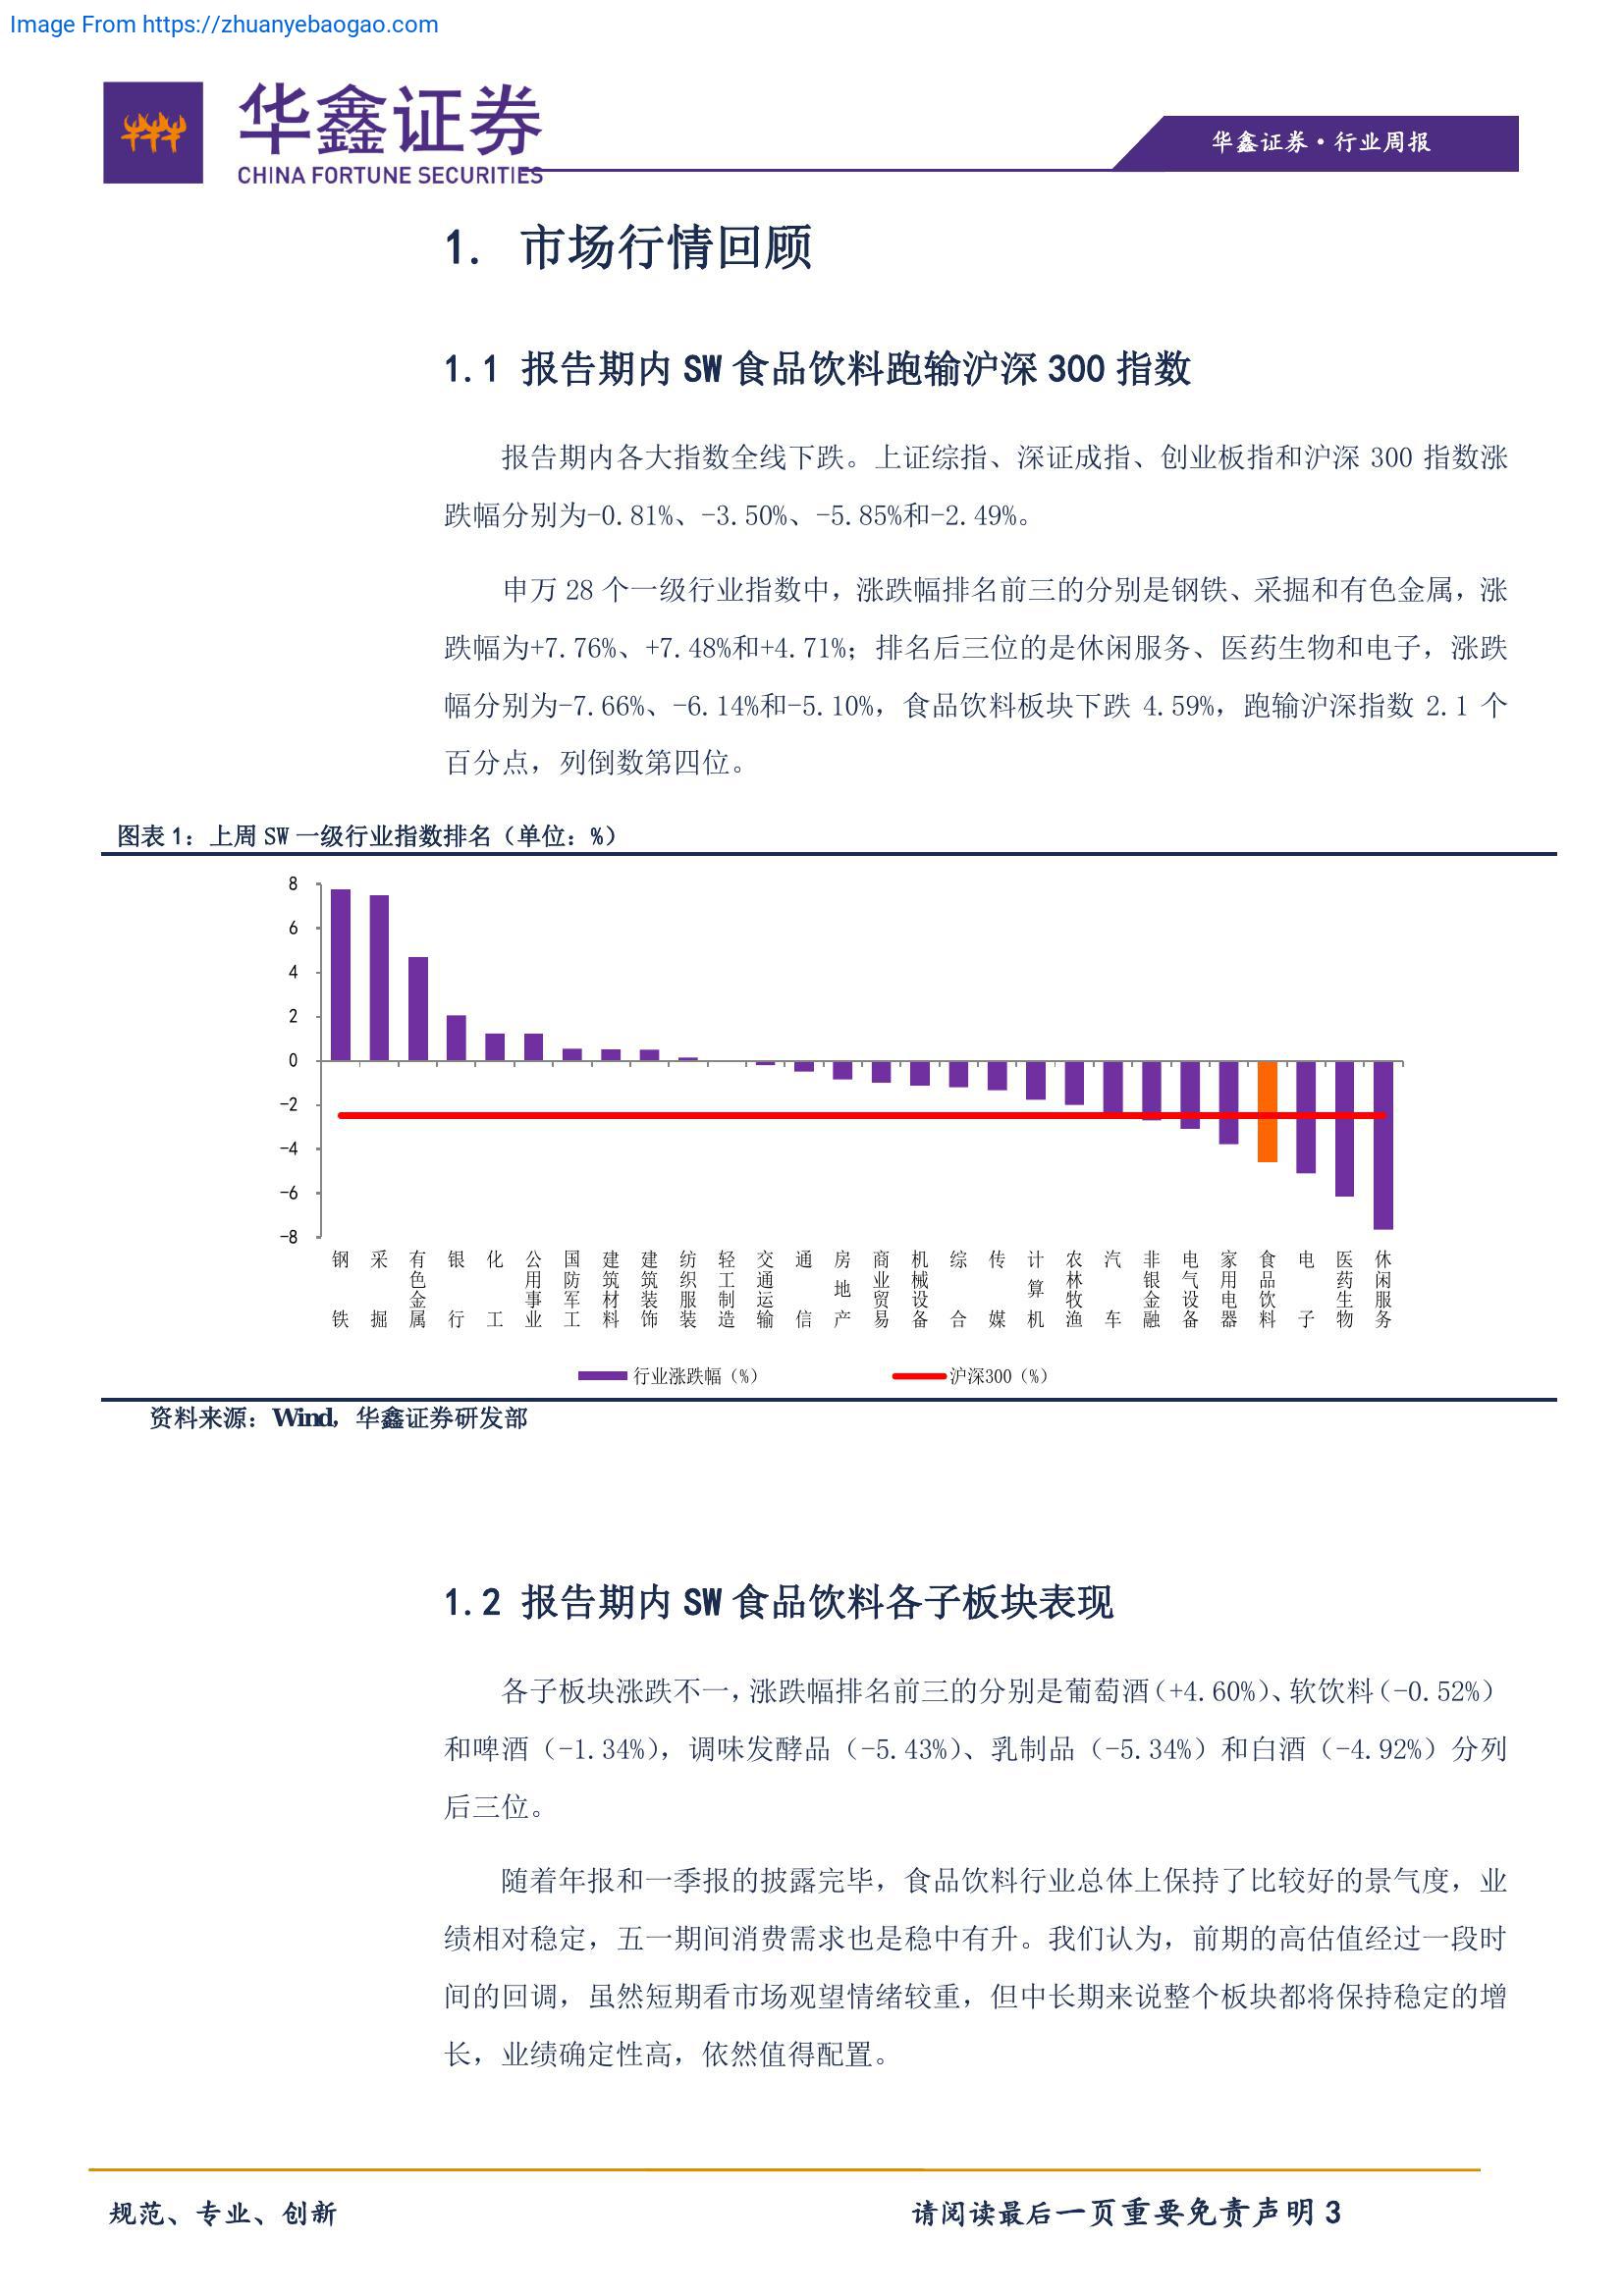 Image From https://zhuanyebaogao.com
华鑫证券
CHINA FORTUNE SECURITIES
华鑫证券·行业周报
1. 市场行情回顾
1.1 报告期内 SW 食品饮料跑输沪深 300 指数
报告期内各大指数全线下跌。上证综指、深证成指、创业板指和沪深 300 指数涨
跌幅分别为-0.81%、-3.50%、-5.85%和-2.49%。
申万 28 个一级行业指数中，涨跌幅排名前三的分别是钢铁、采掘和有色金属，涨
跌幅为+7.76%、+7.48%和+4.71%；排名后三位的是休闲服务、医药生物和电子，涨跌
幅分别为-7.66%、-6.14%和-5.10%，食品饮料板块下跌 4.59%，跑输沪深指数 2.1 个
百分点，列倒数第四位。
图表 1：上周 SW 一级行业指数排名（单位：%）
8
6
4
2
0
-2
-4
-6
-8
钢铁
采掘
有色金属
银行
化工
公用事业
国防军工
建筑材料
建筑装饰
纺织服装
轻工制造
交通运输
通信
房地产
商业贸易
机械设备
综合
传媒
计算机
农林牧渔
汽车
非银金融
电气设备
家用电器
食品饮料
电子
医药生物
休闲服务
行业涨跌幅（%）
沪深300（%）
资料来源：Wind，华鑫证券研发部
1.2 报告期内 SW 食品饮料各子板块表现
各子板块涨跌不一，涨跌幅排名前三的分别是葡萄酒（+4.60%）、软饮料（-0.52%）
和啤酒（-1.34%），调味发酵品（-5.43%）、乳制品（-5.34%）和白酒（-4.92%）分列
后三位。
随着年报和一季报的披露完毕，食品饮料行业总体上保持了比较好的景气度，业
绩相对稳定，五一期间消费需求也是稳中有升。我们认为，前期的高估值经过一段时
间的回调，虽然短期看市场观望情绪较重，但中长期来说整个板块都将保持稳定的增
长，业绩确定性高，依然值得配置。
规范、专业、创新
请阅读最后一页重要免责声明 3